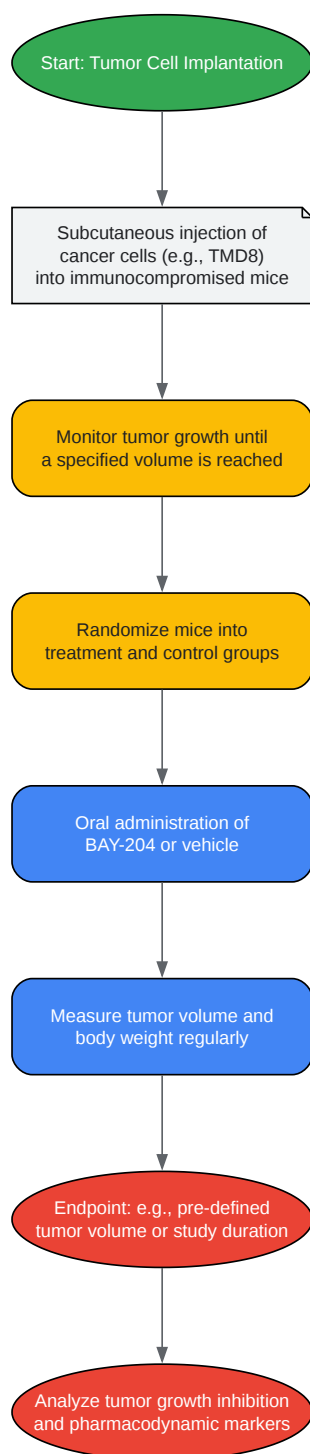 Start: Tumor Cell Implantation
Subcutaneous injection of
cancer cells (e.g., TMD8)
into immunocompromised mice
Monitor tumor growth until
a specified volume is reached
Randomize mice into
treatment and control groups
Oral administration of
BAY-204 or vehicle
Measure tumor volume and
body weight regularly
Endpoint: e.g., pre-defined
tumor volume or study duration
Analyze tumor growth inhibition
and pharmacodynamic markers